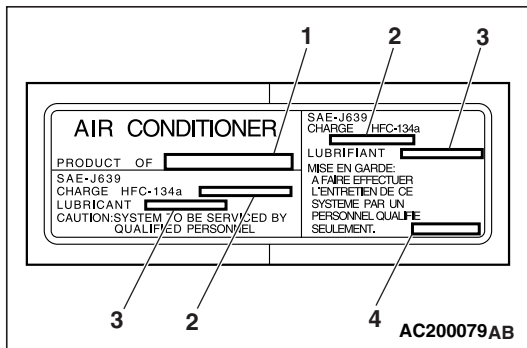 1
2
3
AIR CONDITIONER
PRODUCT OF
SAE-J639
CHARGE HFC-134a
LUBRICANT
CAUTION:SYSTEM TO BE SERVICED BY
QUALIFIED PERSONNEL
SAE-J639
CHARGE HFC-134a
LUBRIFIANT
MISE EN GARDE:
A FAIRE EFFECTUER
L'ENTRETIEN DE CE
SYSTEME PAR UN
PERSONNEL QUALIFIE
SEULEMENT.
3
2
4
AC200079AB